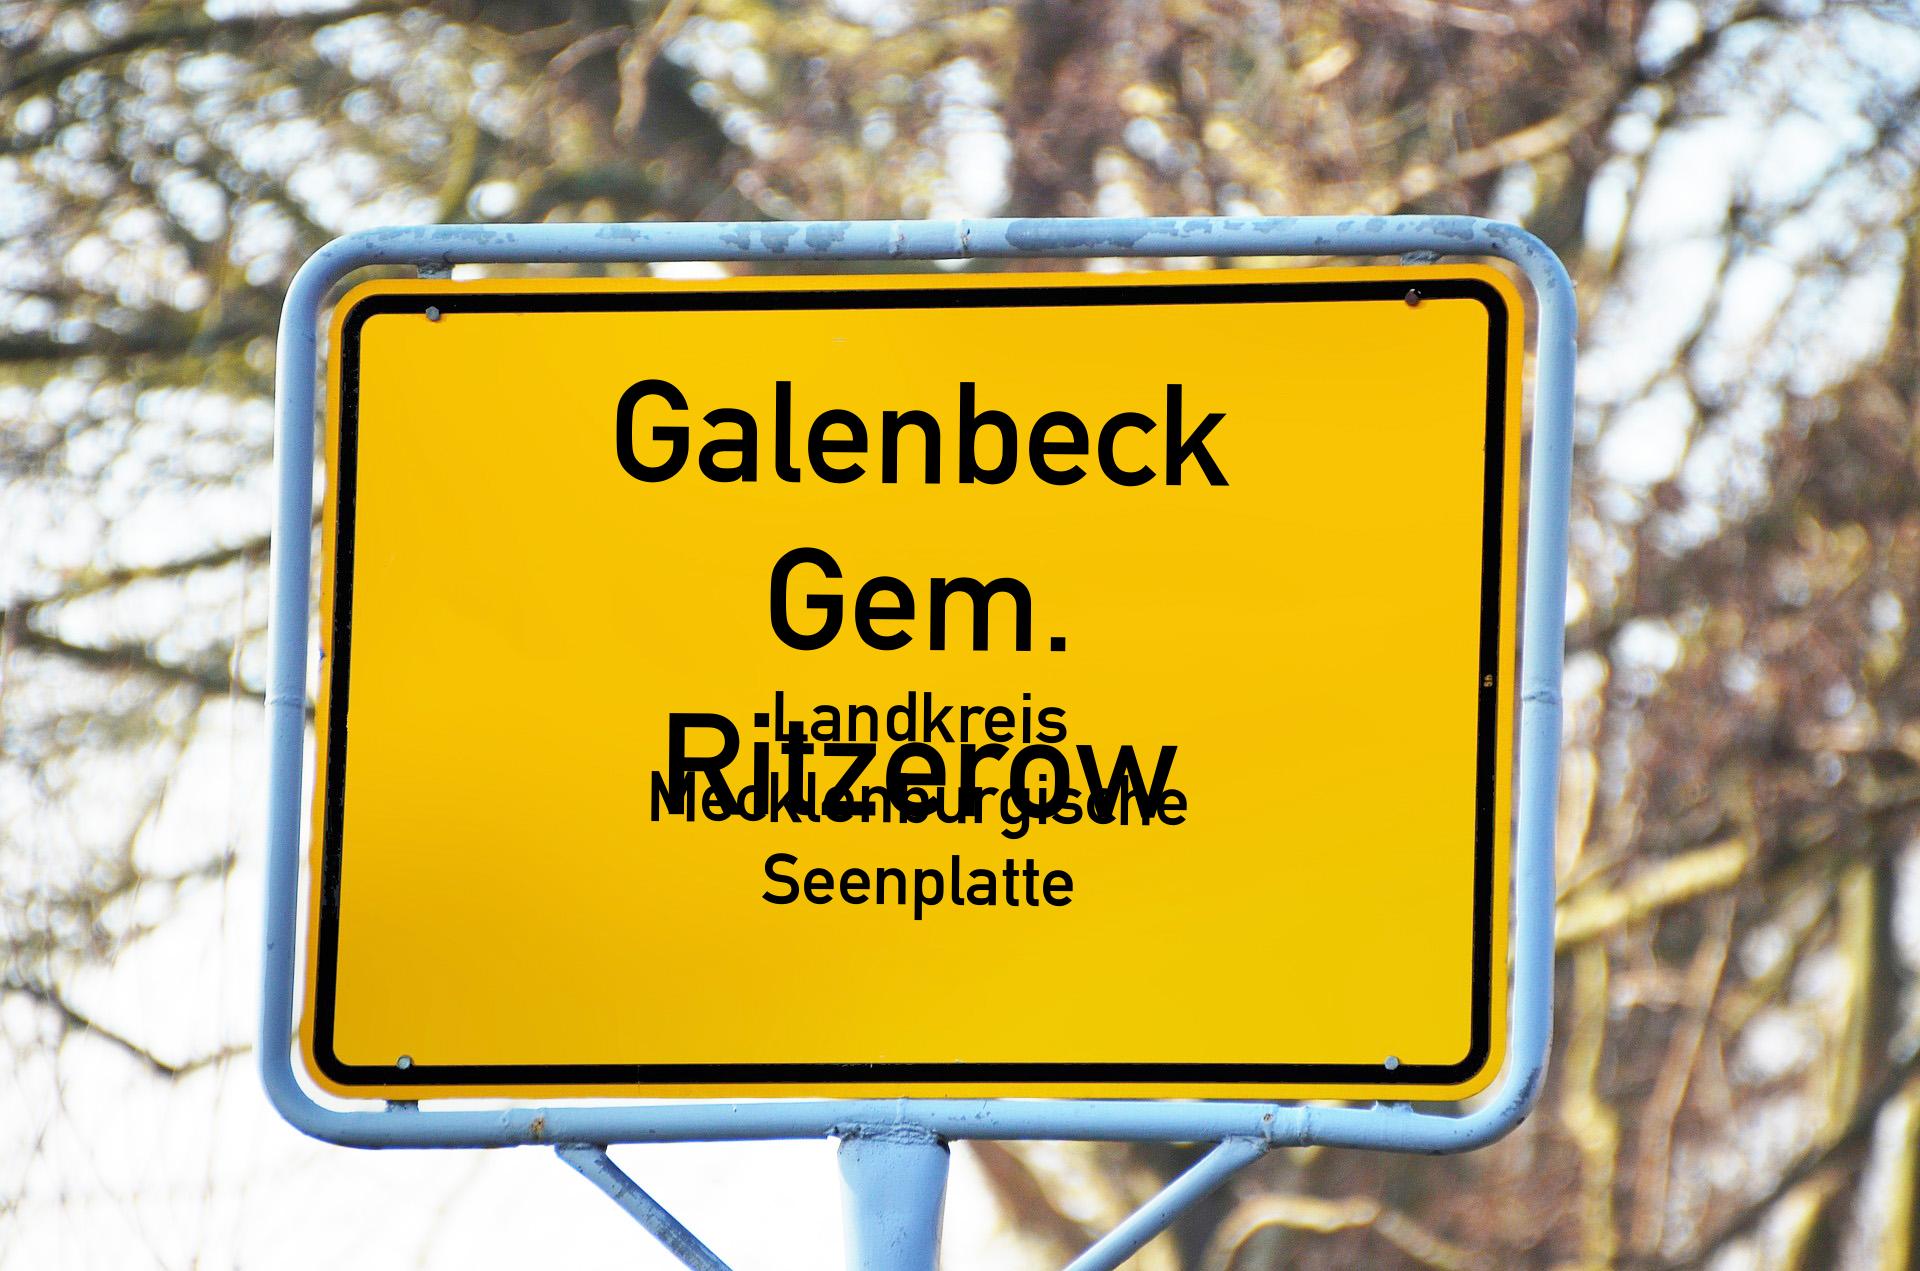 Galenbeck
Gem.
Landkreis
Ritzerow
Mecklenburgische
Seenplatte